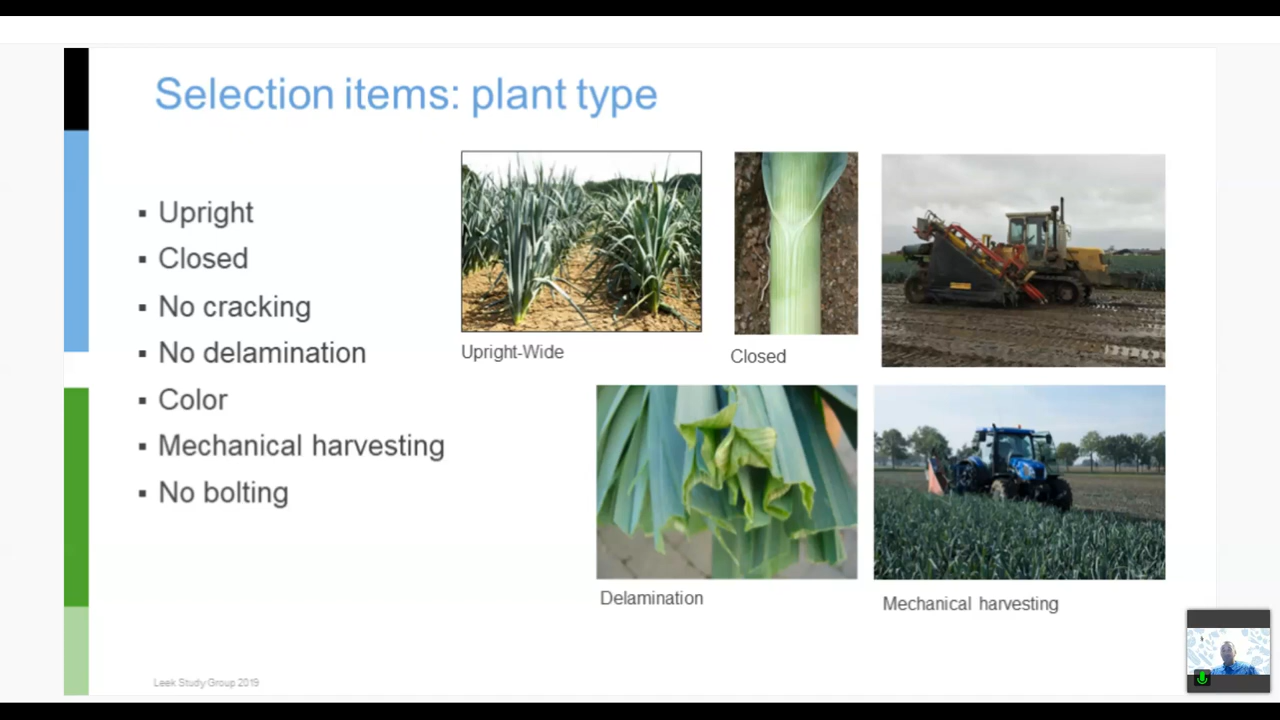 Selection items: plant type
▪ Upright
▪ Closed
▪ No cracking
▪ No delamination
▪ Color
▪ Mechanical harvesting
▪ No bolting
Upright-Wide
Closed
Delamination
Mechanical harvesting
Leek Study Group 2019